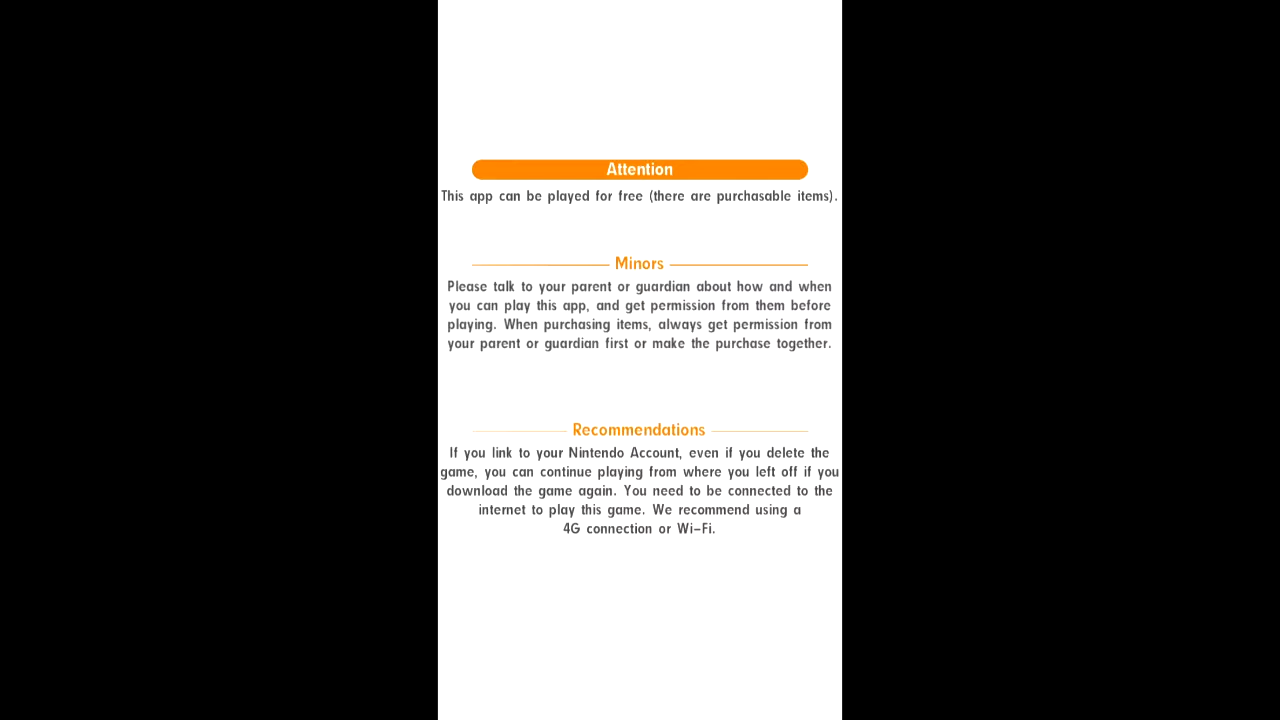 Attention
This app can be played for free (there are purchasable items).
Minors
Please talk to your parent or guardian about how and when
you can play this app, and get permission from them before
playing. When purchasing items, always get permission from
your parent or guardian first or make the purchase together.
Recommendations
If you link to your Nintendo Account, even if you delete the
game, you can continue playing from where you left off if you
download the game again. You need to be connected to the
internet to play this game. We recommend using a
4G connection or Wi-Fi.